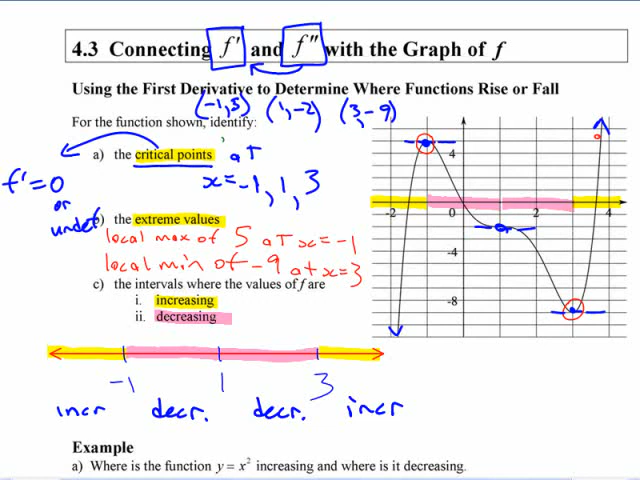 4.3 Connecting f' and f'' with the Graph of f
Using the First Derivative to Determine Where Functions Rise or Fall
(-1, 5) (1, -2) (3, -9)
For the function shown, identify:
a) the critical points at
x = -1, 1, 3
f' = 0
or
undef
b) the extreme values
local max of 5 at x = -1
local min of -9 at x = 3
c) the intervals where the values of f are
i. increasing
ii. decreasing
4
-2 0 2 4
-4
-8
-1 1 3
incr decr. decr. incr
Example
a) Where is the function y = x² increasing and where is it decreasing.